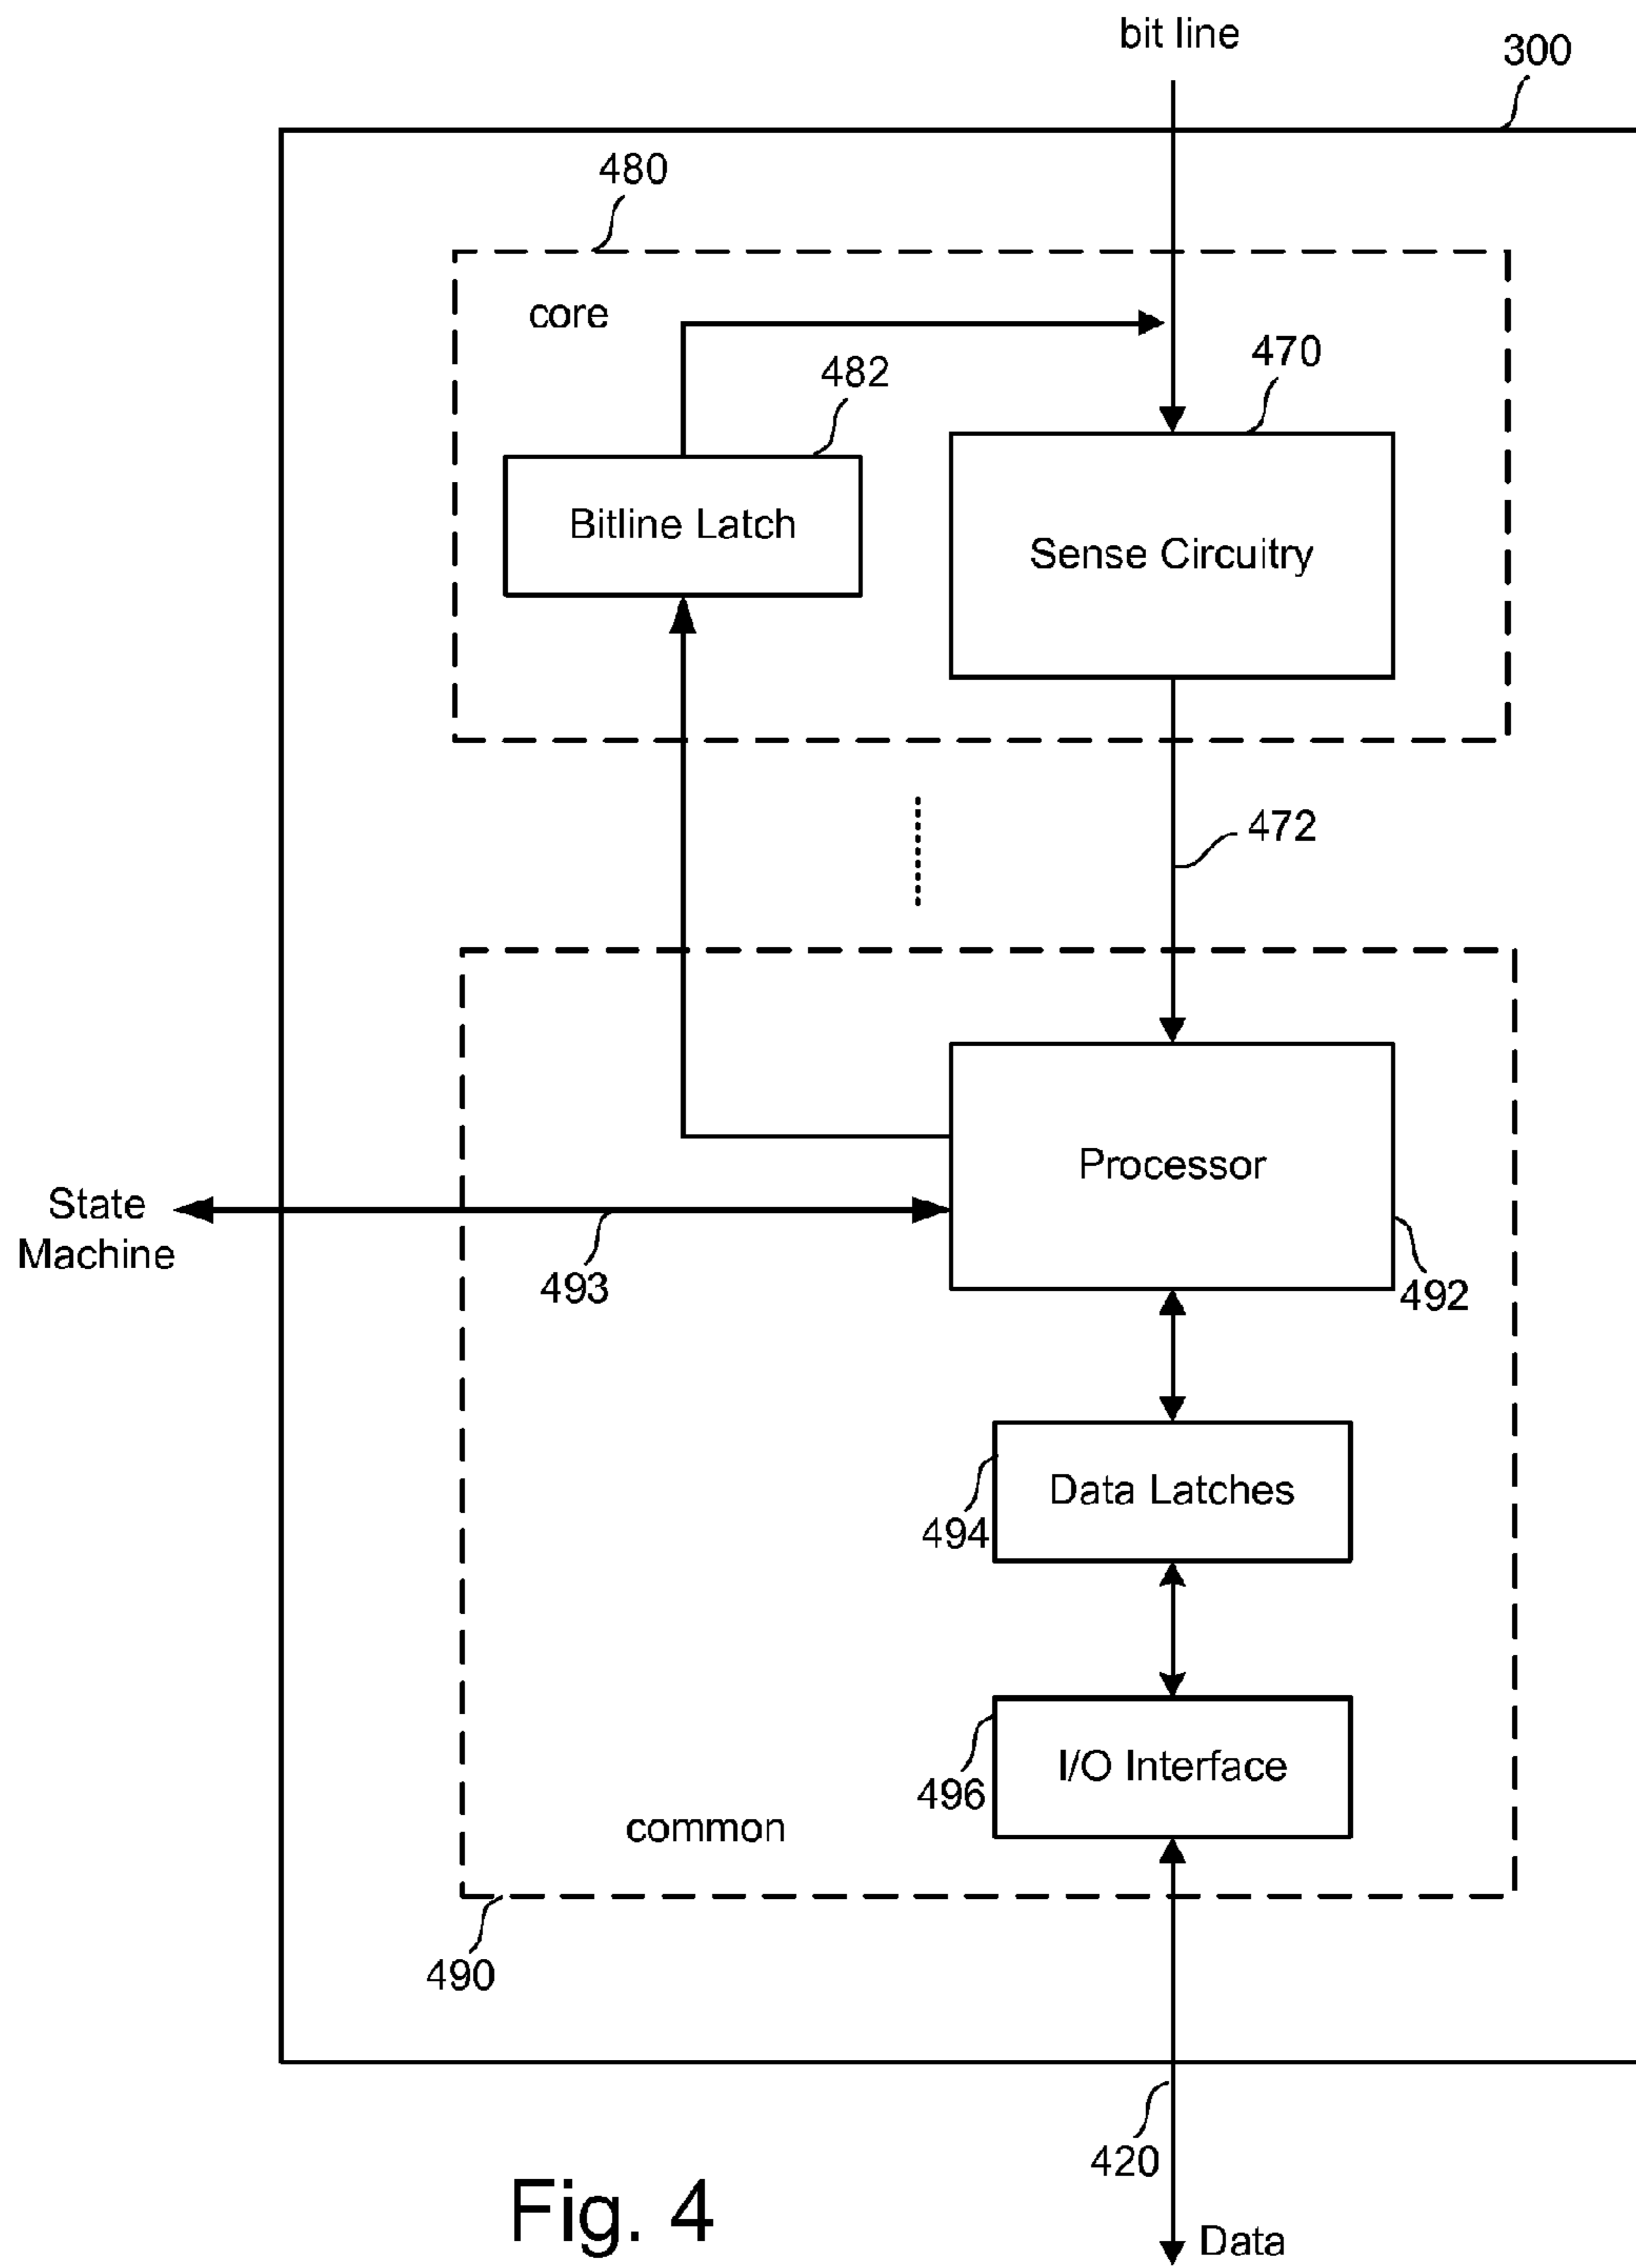 bit line
300
480
core
470
482
Bitline Latch
Sense Circuitry
472
Processor
State
Machine
493
492
Data Latches
494
I/O Interface
496
common
490
420
Fig. 4
Data